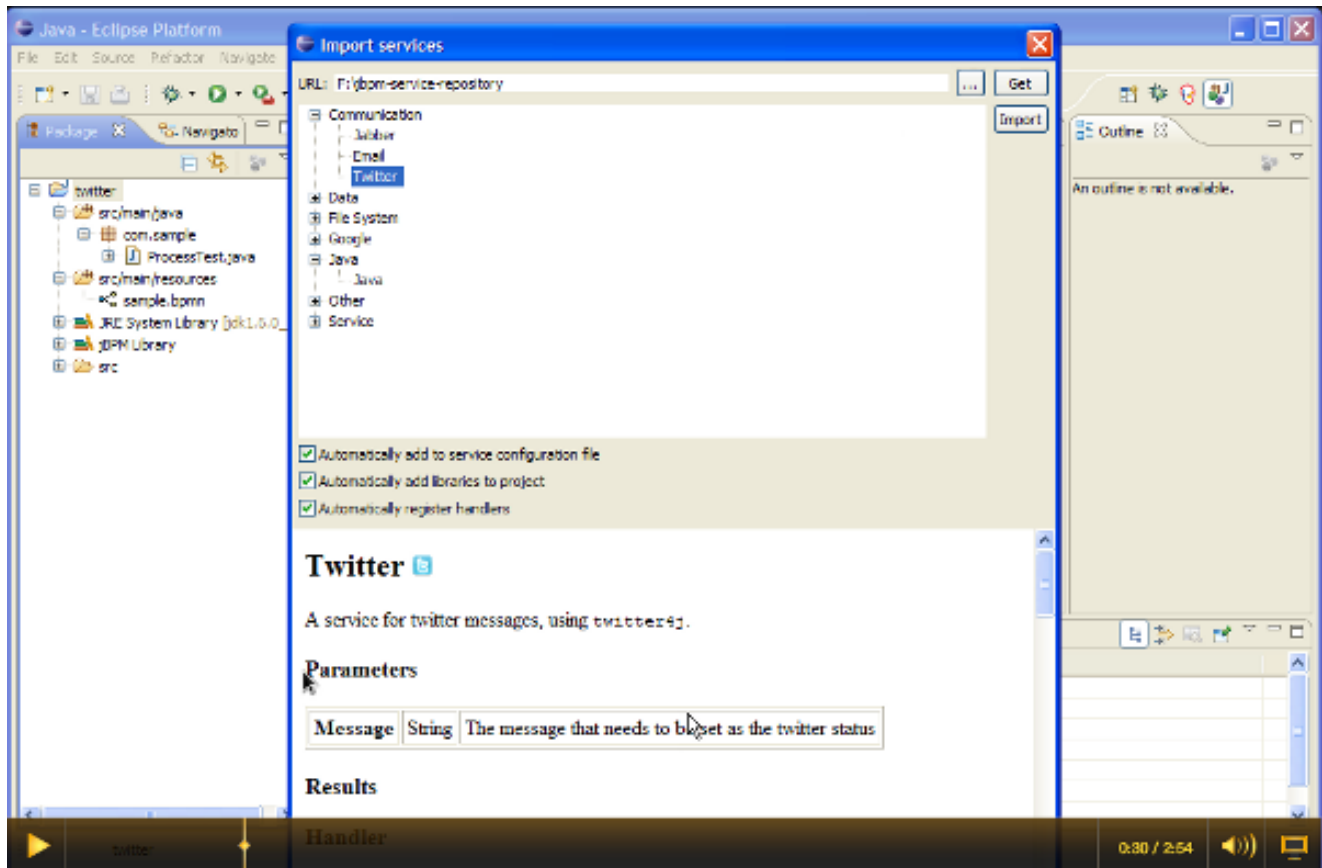 Java - Eclipse Platform
File Edit Source Refactor Navigate
Package
Navigato
twitter
src/main/java
com.sample
ProcessTest.java
src/main/resources
sample.bpmn
JRE System Library [jdk1.6.0_
jBPM Library
src
Import services
URL: F:\jbpm-service-repository
...
Get
Import
Communication
Jabber
Email
Twitter
Data
File System
Google
Java
Java
Other
Service
Automatically add to service configuration file
Automatically add libraries to project
Automatically register handlers
Twitter
A service for twitter messages, using twitter4j.
Parameters
Message String The message that needs to be set as the twitter status
Results
Handler
Outline
An outline is not available.
twitter
0:30 / 2:54